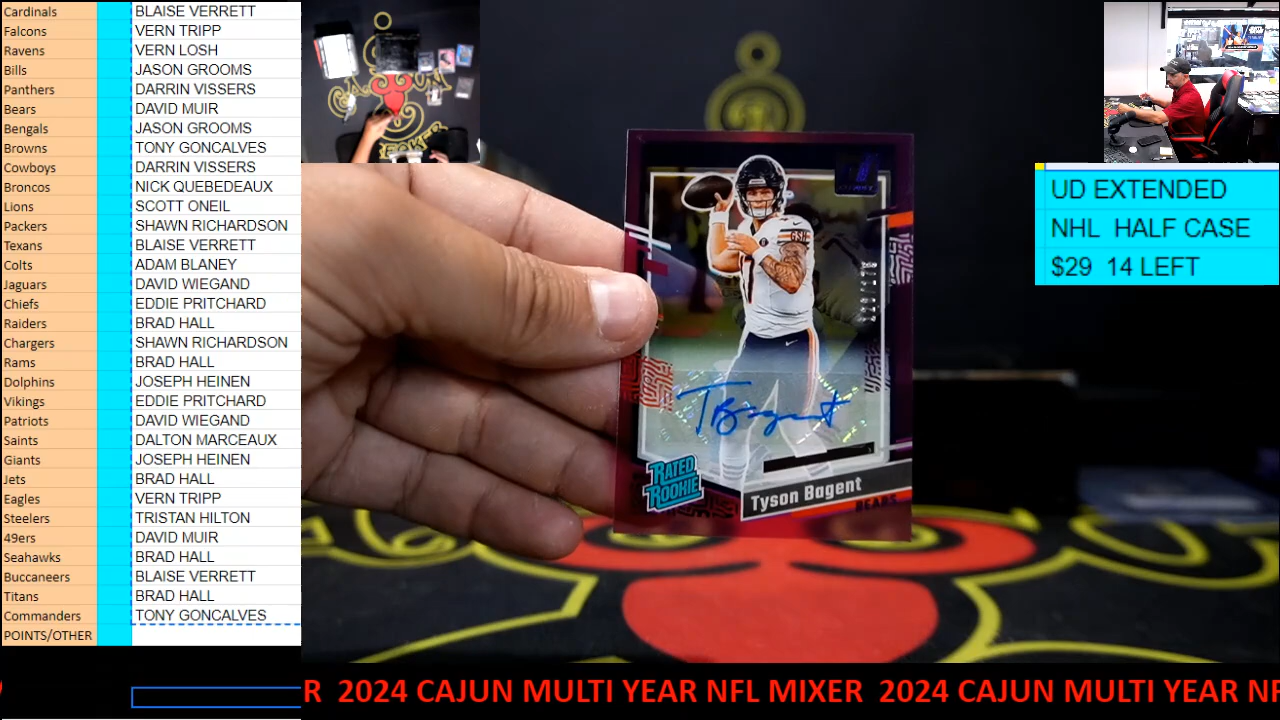 Cardinals BLAISE VERRETT
Falcons VERN TRIPP
Ravens VERN LOSH
Bills JASON GROOMS
Panthers DARRIN VISSERS
Bears DAVID MUIR
Bengals JASON GROOMS
Browns TONY GONCALVES
Cowboys DARRIN VISSERS
Broncos NICK QUEBEDEAUX
Lions SCOTT ONEIL
Packers SHAWN RICHARDSON
Texans BLAISE VERRETT
Colts ADAM BLANEY
Jaguars DAVID WIEGAND
Chiefs EDDIE PRITCHARD
Raiders BRAD HALL
Chargers SHAWN RICHARDSON
Rams BRAD HALL
Dolphins JOSEPH HEINEN
Vikings EDDIE PRITCHARD
Patriots DAVID WIEGAND
Saints DALTON MARCEAUX
Giants JOSEPH HEINEN
Jets BRAD HALL
Eagles VERN TRIPP
Steelers TRISTAN HILTON
49ers DAVID MUIR
Seahawks BRAD HALL
Buccaneers BLAISE VERRETT
Titans BRAD HALL
Commanders TONY GONCALVES
POINTS/OTHER
UD EXTENDED
NHL HALF CASE
$29 14 LEFT
GSH
TBagent
RATED
ROOKIE
Tyson Bagent
BEARS
R 2024 CAJUN MULTI YEAR NFL MIXER 2024 CAJUN MULTI YEAR NF